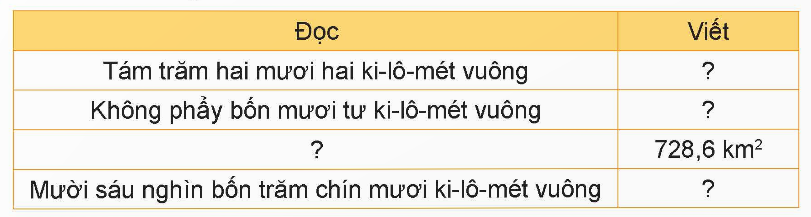 Đọc Viết
Tám trăm hai mươi hai ki-lô-mét vuông ?
Không phẩy bốn mươi tư ki-lô-mét vuông ?
? 728,6 km²
Mười sáu nghìn bốn trăm chín mươi ki-lô-mét vuông ?